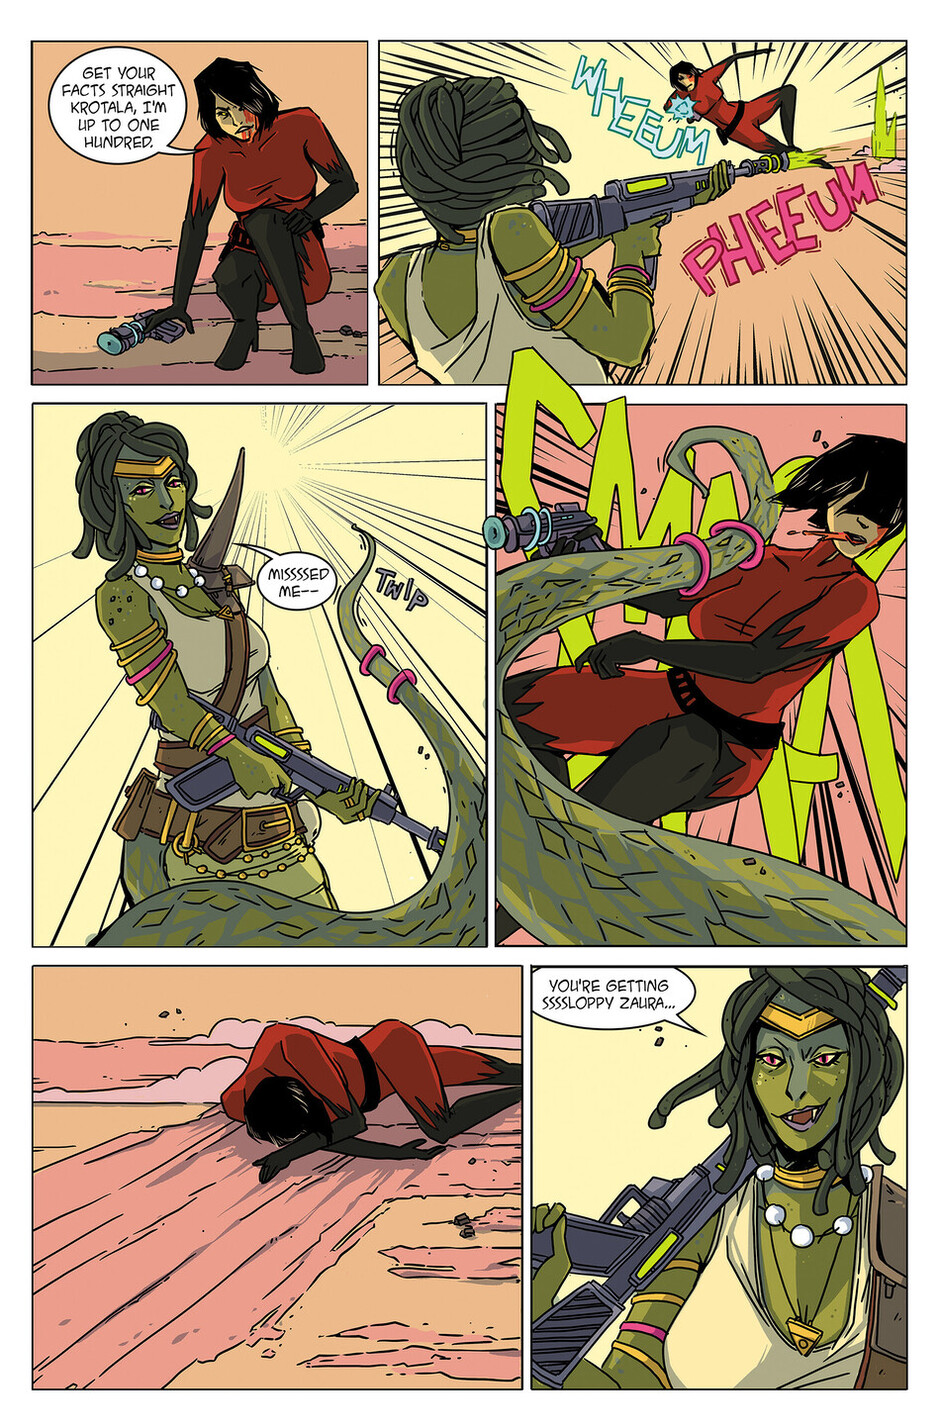 GET YOUR
FACTS STRAIGHT
KROTALA, I'M
UP TO ONE
HUNDRED.
WHEEUM
PHEEUM
MISSSSED
ME--
TWIP
SMASH
YOU'RE GETTING
SSSSLOPPY ZAURA...